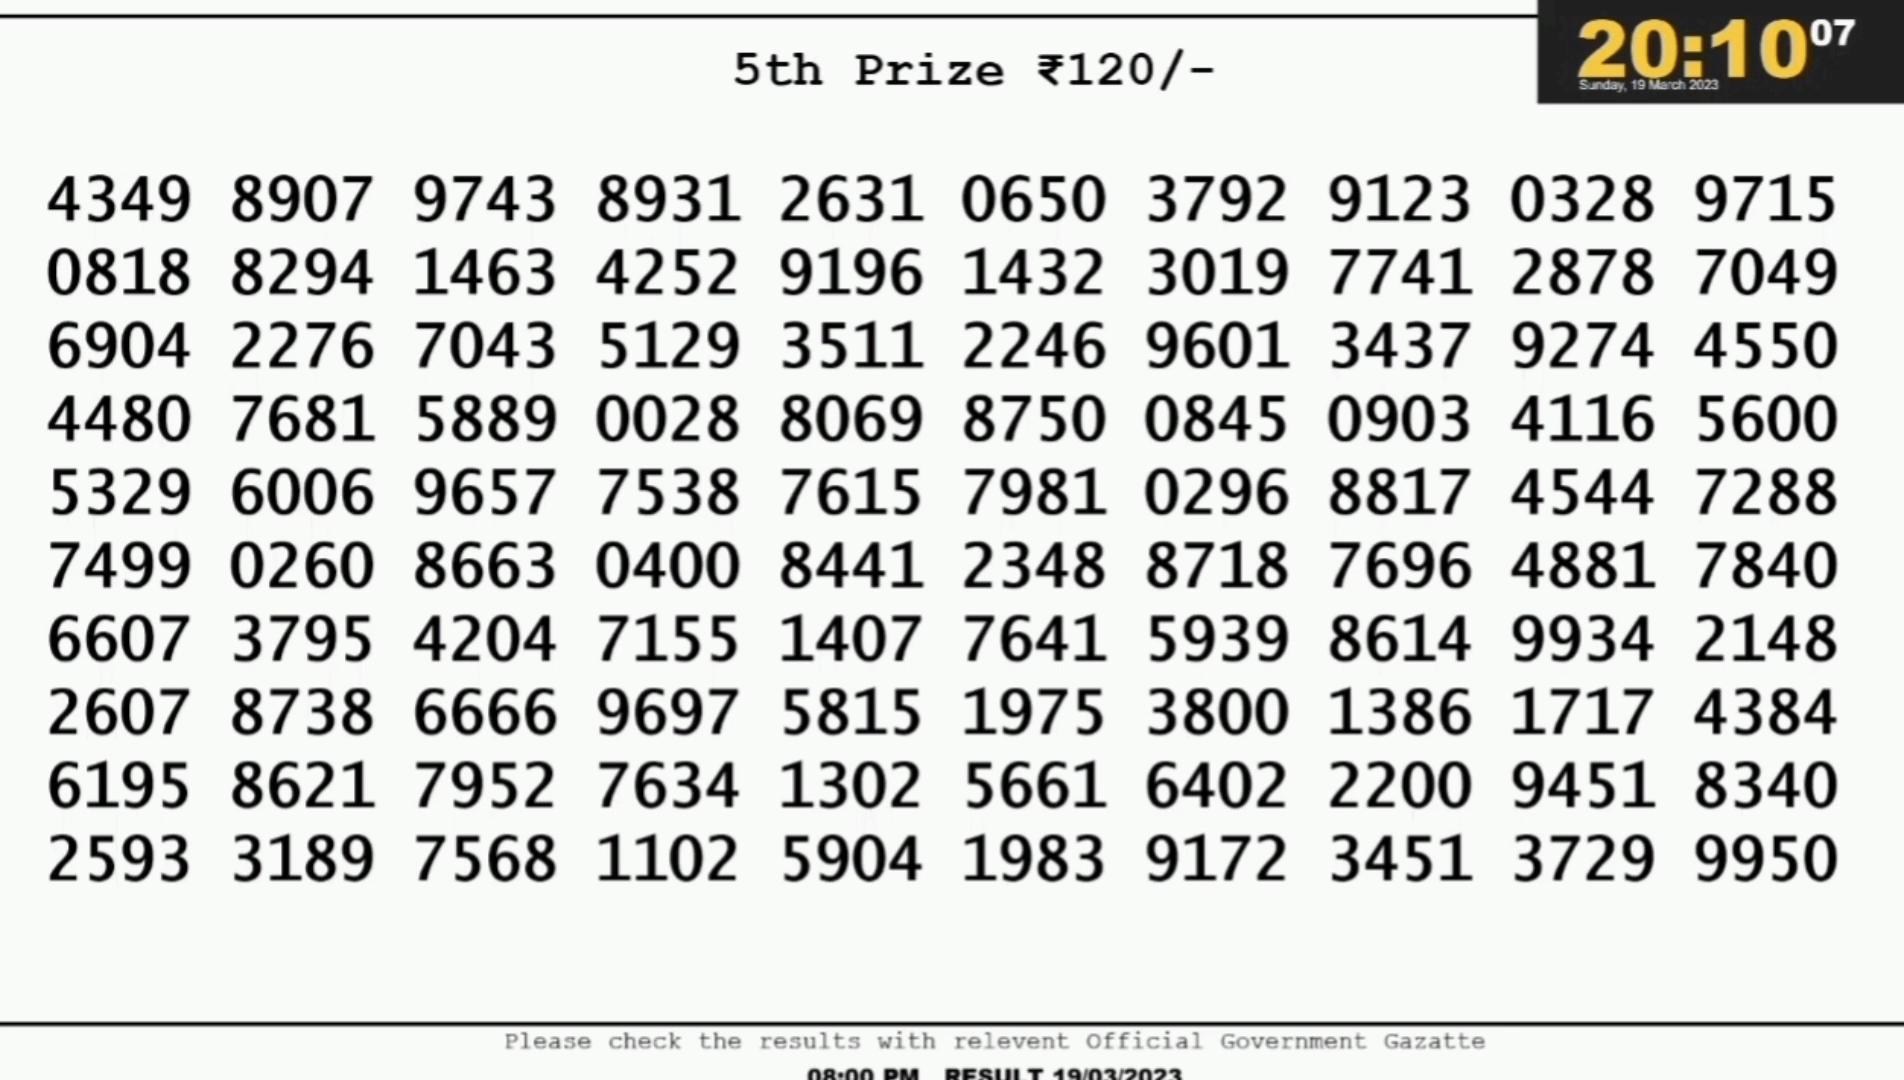 20:10 07
Sunday, 19 March 2023
5th Prize ₹120/-
4349 8907 9743 8931 2631 0650 3792 9123 0328 9715
0818 8294 1463 4252 9196 1432 3019 7741 2878 7049
6904 2276 7043 5129 3511 2246 9601 3437 9274 4550
4480 7681 5889 0028 8069 8750 0845 0903 4116 5600
5329 6006 9657 7538 7615 7981 0296 8817 4544 7288
7499 0260 8663 0400 8441 2348 8718 7696 4881 7840
6607 3795 4204 7155 1407 7641 5939 8614 9934 2148
2607 8738 6666 9697 5815 1975 3800 1386 1717 4384
6195 8621 7952 7634 1302 5661 6402 2200 9451 8340
2593 3189 7568 1102 5904 1983 9172 3451 3729 9950
Please check the results with relevent Official Government Gazatte
08:00 PM RESULT 19/03/2023